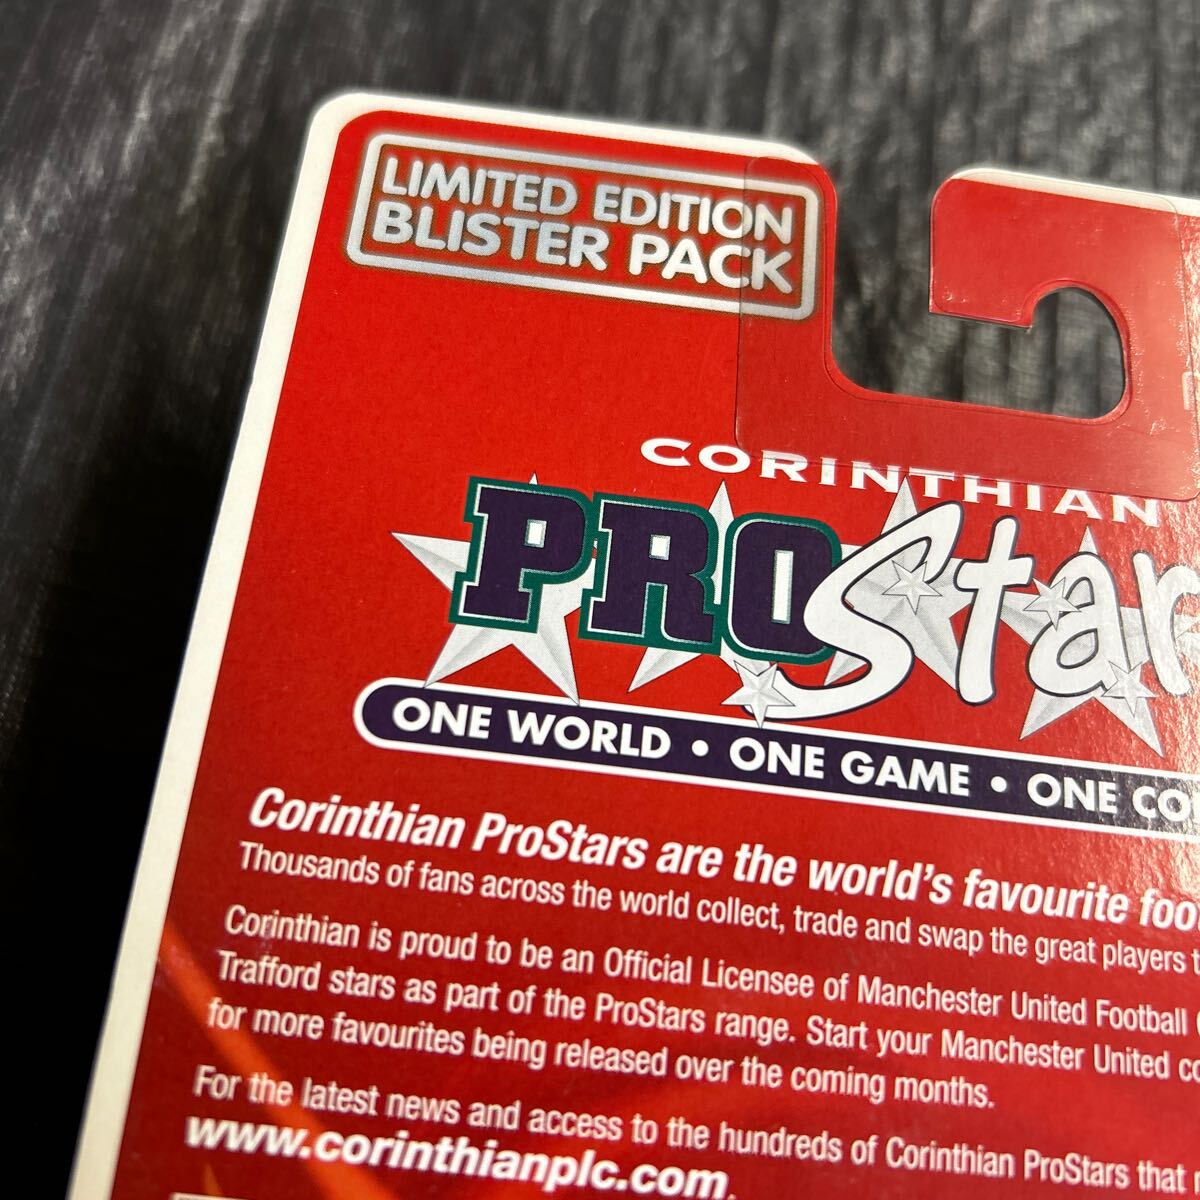 LIMITED EDITION
BLISTER PACK
CORINTHIAN
PROStar
ONE WORLD • ONE GAME • ONE CO
Corinthian ProStars are the world's favourite foo
Thousands of fans across the world collect, trade and swap the great players t
Corinthian is proud to be an Official Licensee of Manchester United Football
Trafford stars as part of the ProStars range. Start your Manchester United co
for more favourites being released over the coming months.
For the latest news and access to the hundreds of Corinthian ProStars that
www.corinthianplc.com.